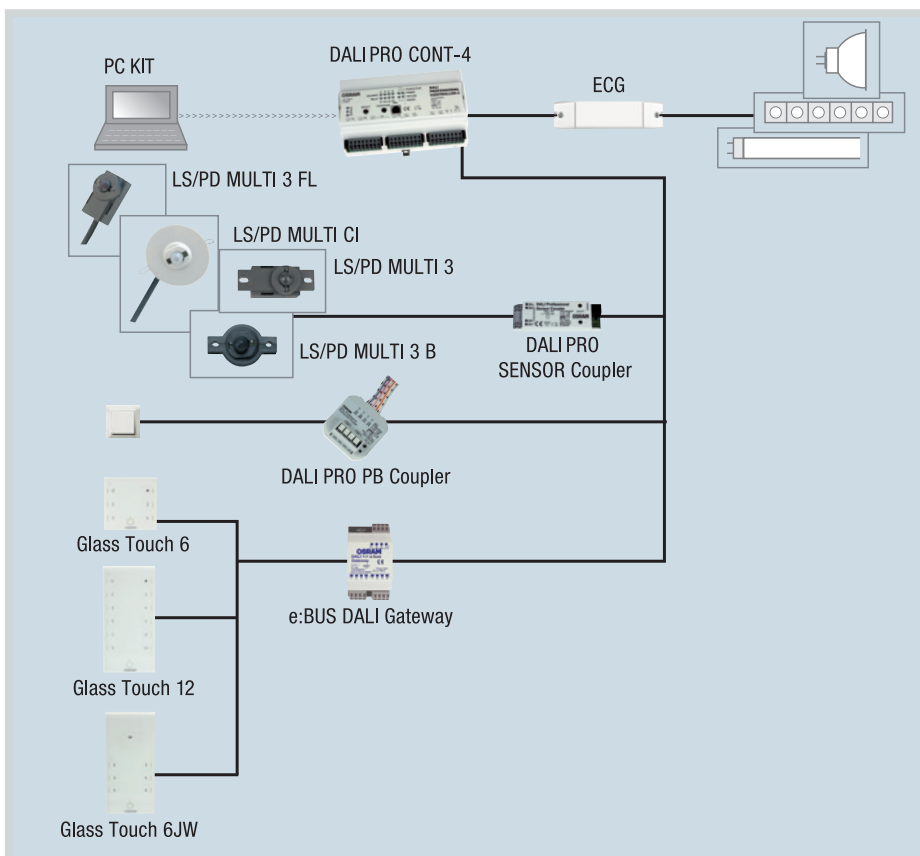 PC KIT
DALI PRO CONT-4
ECG
LS/PD MULTI 3 FL
LS/PD MULTI CI
LS/PD MULTI 3
LS/PD MULTI 3 B
DALI PRO
SENSOR Coupler
DALI PRO PB Coupler
Glass Touch 6
OSRAM
e:BUS DALI Gateway
Glass Touch 12
Glass Touch 6JW